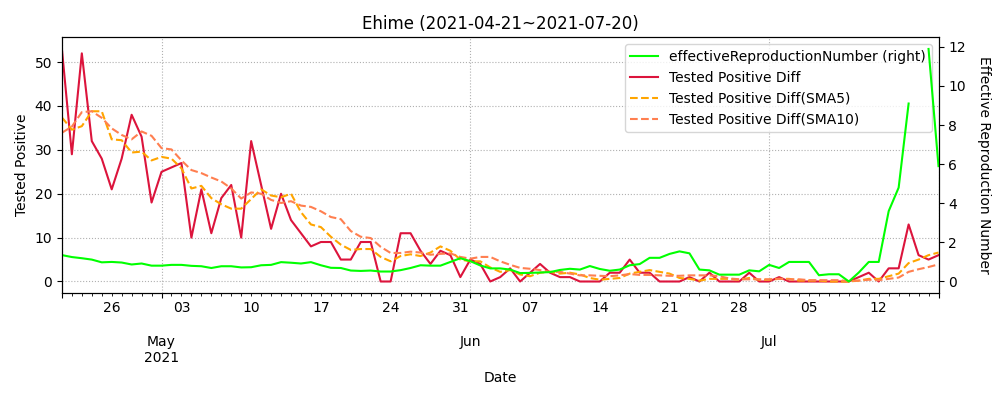 Ehime (2021-04-21~2021-07-20)
effectiveReproductionNumber (right)
Tested Positive Diff
Tested Positive Diff(SMA5)
Tested Positive Diff(SMA10)
Tested Positive
50
40
30
20
10
0
Effective Reproduction Number
12
10
8
6
4
2
0
26 03 10 17 24 31 07 14 21 28 05 12
May Jun Jul
2021
Date